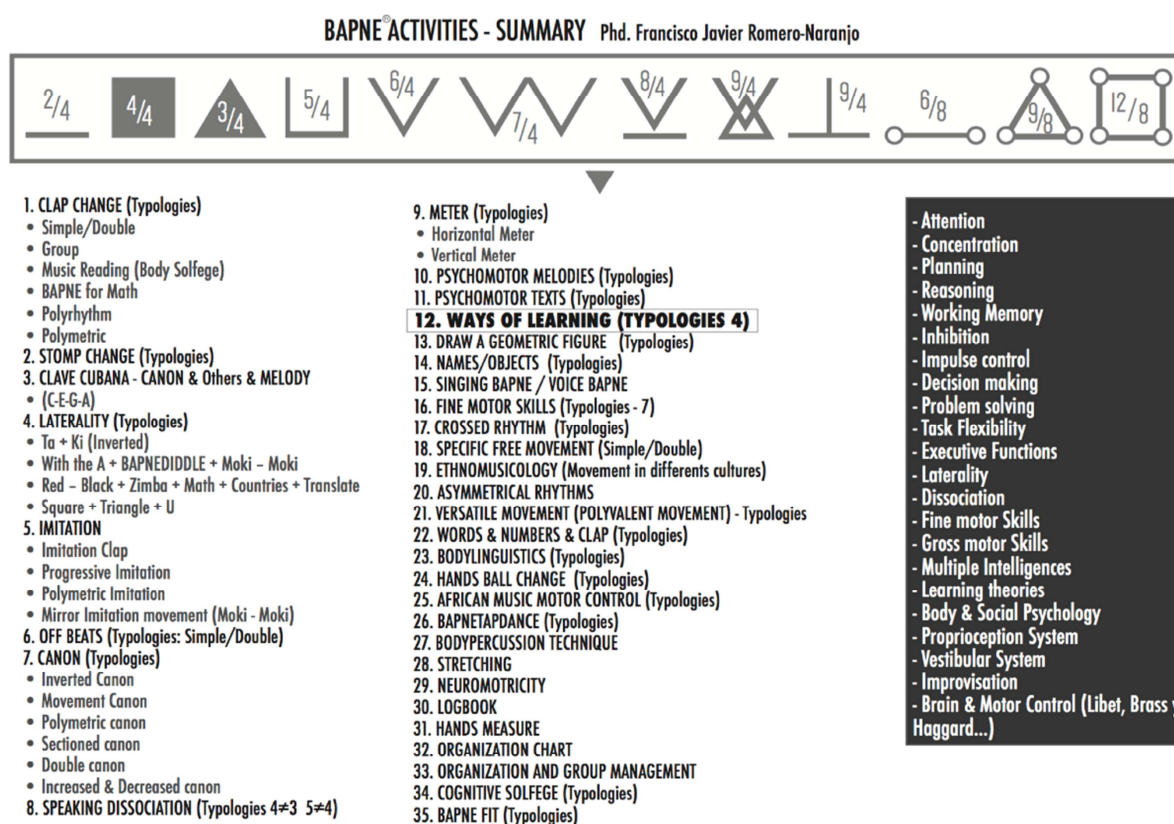 BAPNE® ACTIVITIES - SUMMARY Phd. Francisco Javier Romero-Naranjo
2/4 4/4 3/4 5/4 6/4 7/4 8/4 9/4 9/4 6/8 9/8 12/8
1. CLAP CHANGE (Typologies)
• Simple/Double
• Group
• Music Reading (Body Solfege)
• BAPNE for Math
• Polyrhythm
• Polymetric
2. STOMP CHANGE (Typologies)
3. CLAVE CUBANA - CANON & Others & MELODY
• (C-E-G-A)
4. LATERALITY (Typologies)
• Ta + Ki (Inverted)
• With the A + BAPNEDIDDLE + Moki – Moki
• Red – Black + Zimba + Math + Countries + Translate
• Square + Triangle + U
5. IMITATION
• Imitation Clap
• Progressive Imitation
• Polymetric Imitation
• Mirror Imitation movement (Moki - Moki)
6. OFF BEATS (Typologies: Simple/Double)
7. CANON (Typologies)
• Inverted Canon
• Movement Canon
• Polymetric canon
• Sectioned canon
• Double canon
• Increased & Decreased canon
8. SPEAKING DISSOCIATION (Typologies 4≠3 5≠4)
9. METER (Typologies)
• Horizontal Meter
• Vertical Meter
10. PSYCHOMOTOR MELODIES (Typologies)
11. PSYCHOMOTOR TEXTS (Typologies)
12. WAYS OF LEARNING (TYPOLOGIES 4)
13. DRAW A GEOMETRIC FIGURE (Typologies)
14. NAMES/OBJECTS (Typologies)
15. SINGING BAPNE / VOICE BAPNE
16. FINE MOTOR SKILLS (Typologies - 7)
17. CROSSED RHYTHM (Typologies)
18. SPECIFIC FREE MOVEMENT (Simple/Double)
19. ETHNOMUSICOLOGY (Movement in differents cultures)
20. ASYMMETRICAL RHYTHMS
21. VERSATILE MOVEMENT (POLYVALENT MOVEMENT) - Typologies
22. WORDS & NUMBERS & CLAP (Typologies)
23. BODYLINGUISTICS (Typologies)
24. HANDS BALL CHANGE (Typologies)
25. AFRICAN MUSIC MOTOR CONTROL (Typologies)
26. BAPNETAPDANCE (Typologies)
27. BODYPERCUSSION TECHNIQUE
28. STRETCHING
29. NEUROMOTRICITY
30. LOGBOOK
31. HANDS MEASURE
32. ORGANIZATION CHART
33. ORGANIZATION AND GROUP MANAGEMENT
34. COGNITIVE SOLFEGE (Typologies)
35. BAPNE FIT (Typologies)
- Attention
- Concentration
- Planning
- Reasoning
- Working Memory
- Inhibition
- Impulse control
- Decision making
- Problem solving
- Task Flexibility
- Executive Functions
- Laterality
- Dissociation
- Fine motor Skills
- Gross motor Skills
- Multiple Intelligences
- Learning theories
- Body & Social Psychology
- Proprioception System
- Vestibular System
- Improvisation
- Brain & Motor Control (Libet, Brass y
Haggard...)